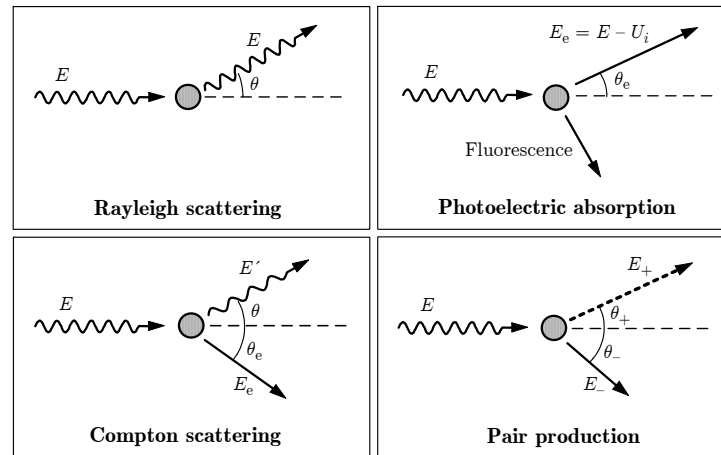 E
E
θ
Rayleigh scattering
E
Eₑ = E – Uᵢ
θₑ
Fluorescence
Photoelectric absorption
E
E´
θ
θₑ
Eₑ
Compton scattering
E
E₊
θ₊
θ₋
E₋
Pair production